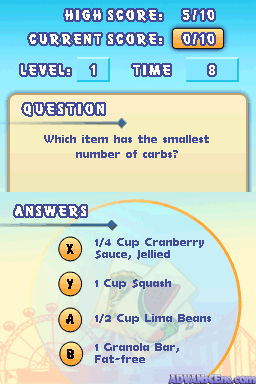 HIGH SCORE: 5/10
CURRENT SCORE: 0/10
LEVEL: 1 TIME 8
QUESTION
Which item has the smallest
number of carbs?
ANSWERS
X 1/4 Cup Cranberry
Sauce, Jellied
Y 1 Cup Squash
A 1/2 Cup Lima Beans
B 1 Granola Bar,
Fat-free
ADVANSCENE.com